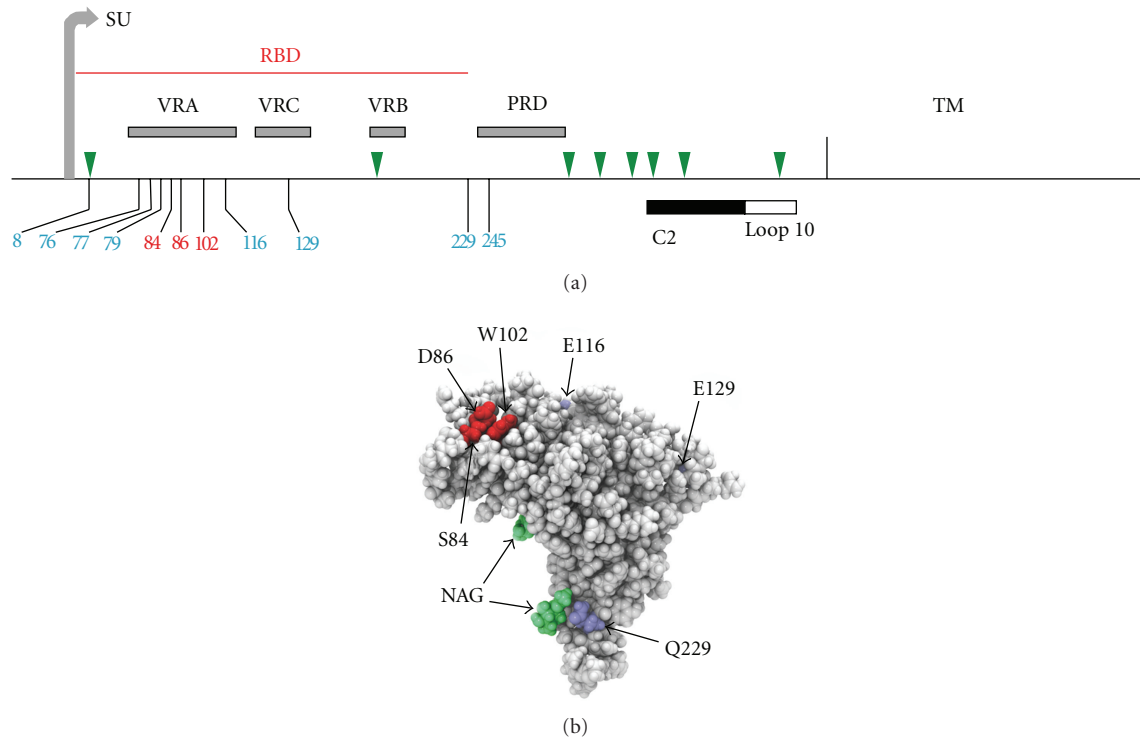 SU
RBD
VRA VRC VRB PRD TM
8 76 77 79 84 86 102 116 129 229 245
C2 Loop 10
(a)
W102
D86 E116
E129
S84
NAG
Q229
(b)